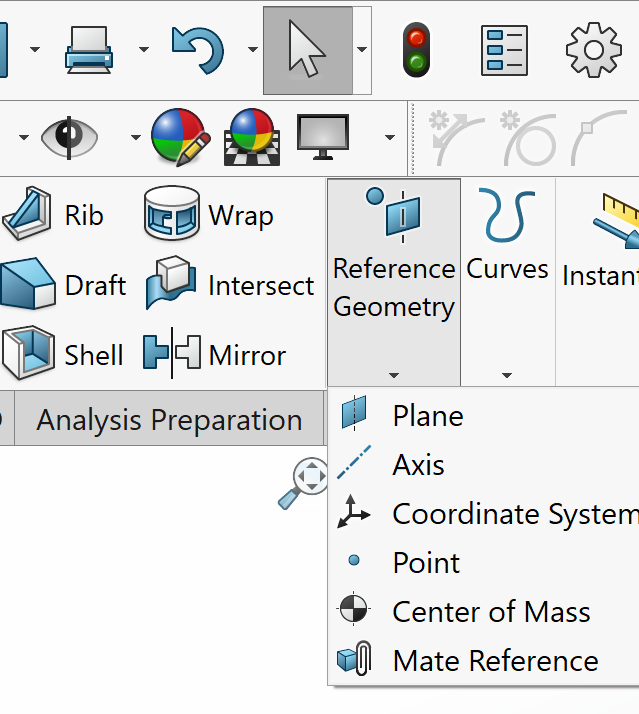 Rib
Wrap
Draft
Intersect
Shell
Mirror
Reference
Geometry
Curves
Instant
Analysis Preparation
Plane
Axis
Coordinate System
Point
Center of Mass
Mate Reference